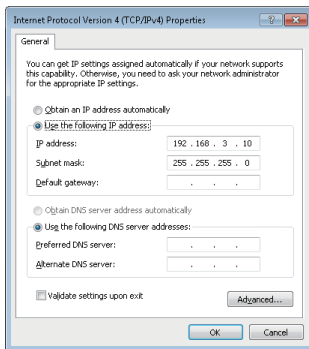 Internet Protocol Version 4 (TCP/IPv4) Properties
General
You can get IP settings assigned automatically if your network supports
this capability. Otherwise, you need to ask your network administrator
for the appropriate IP settings.
Obtain an IP address automatically
Use the following IP address:
IP address: 192 . 168 . 3 . 10
Subnet mask: 255 . 255 . 255 . 0
Default gateway: . . .
Obtain DNS server address automatically
Use the following DNS server addresses:
Preferred DNS server: . . .
Alternate DNS server: . . .
Validate settings upon exit
Advanced...
OK Cancel